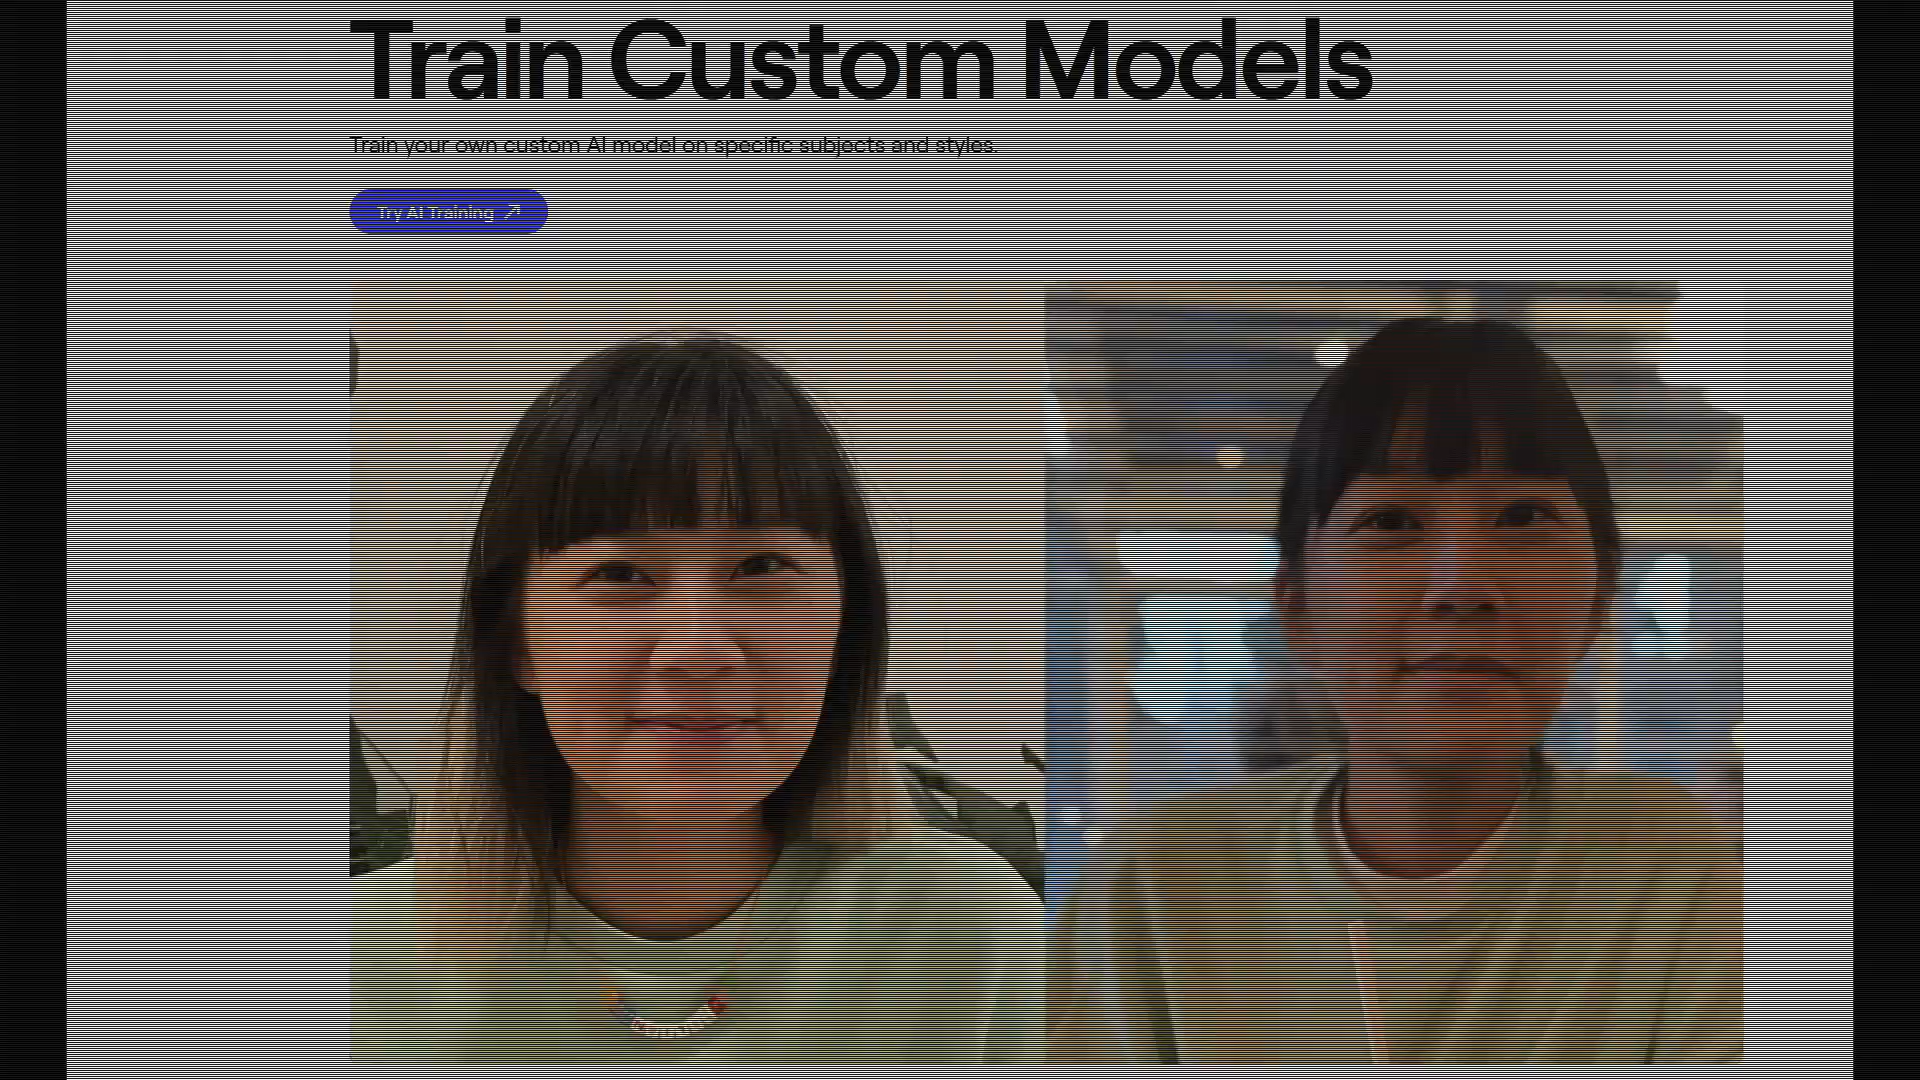 Train Custom Models
Train your own custom AI model on specific subjects and styles.
Try AI Training ↗